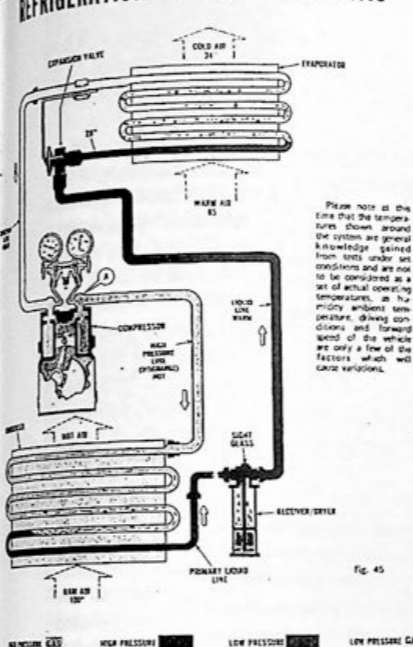 REFRIGERATION
COLD AIR
EXPANSION VALVE
EVAPORATOR
WARM AIR
85
Please note at this
time that the tempera-
tures shown around
the system are general
knowledge gained
from tests under set
conditions and are not
to be considered as a
set of actual operating
temperatures, as hu-
midity ambient tem-
perature, driving con-
ditions and forward
speed of the vehicle
are only a few of the
factors which will
cause variations.
A
COMPRESSOR
HIGH
PRESSURE
LINE
(DISCHARGE)
HOT
LIQUID
LINE
WARM
HOT AIR
SIGHT
GLASS
RECEIVER/DRYER
PRIMARY LIQUID
LINE
Fig. 45
RAM AIR
100°
GAS
HIGH PRESSURE
LOW PRESSURE
LOW PRESSURE